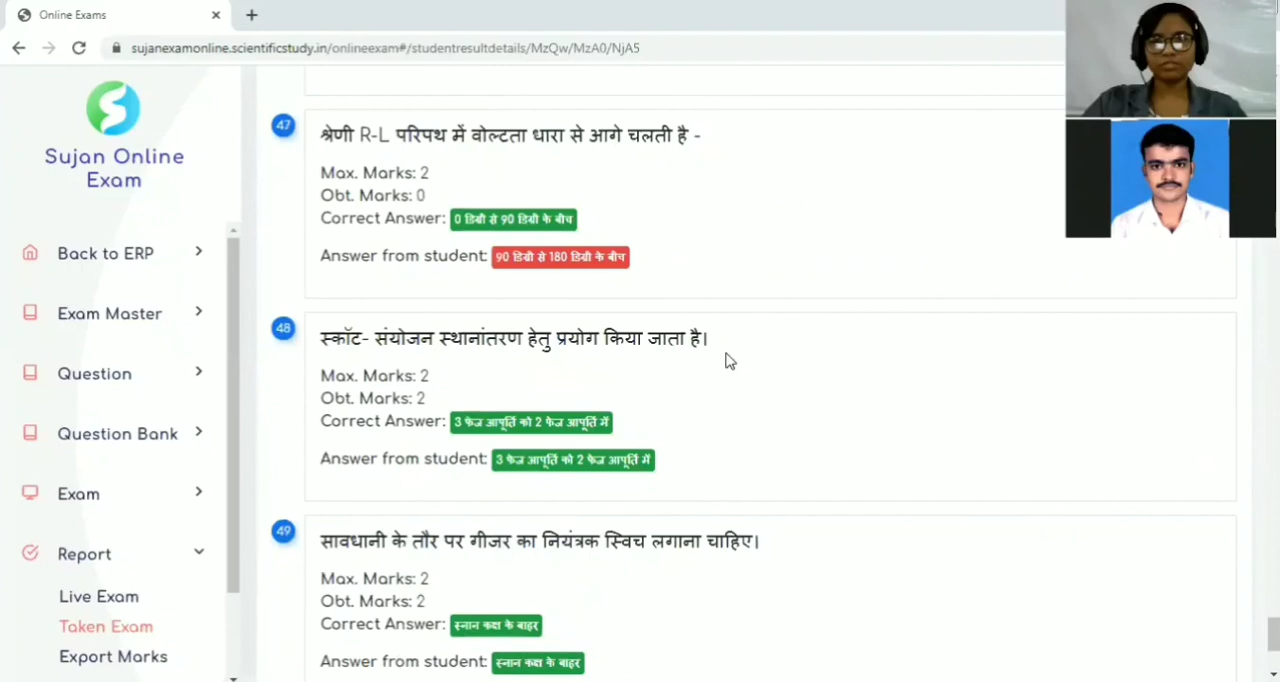 Online Exams
sujanexamonline.scientificstudy.in/onlineexam#/studentresultdetails/MzQw/MzA0/NjA5
Sujan Online
Exam
Back to ERP
Exam Master
Question
Question Bank
Exam
Report
Live Exam
Taken Exam
Export Marks
47
श्रेणी R-L परिपथ में वोल्टता धारा से आगे चलती है -
Max. Marks: 2
Obt. Marks: 0
Correct Answer: 0 डिग्री से 90 डिग्री के बीच
Answer from student: 90 डिग्री से 180 डिग्री के बीच
48
स्कॉट- संयोजन स्थानांतरण हेतु प्रयोग किया जाता है।
Max. Marks: 2
Obt. Marks: 2
Correct Answer: 3 फेज आपूर्ति को 2 फेज आपूर्ति में
Answer from student: 3 फेज आपूर्ति को 2 फेज आपूर्ति में
49
सावधानी के तौर पर गीजर का नियंत्रक स्विच लगाना चाहिए।
Max. Marks: 2
Obt. Marks: 2
Correct Answer: स्नान कक्ष के बाहर
Answer from student: स्नान कक्ष के बाहर